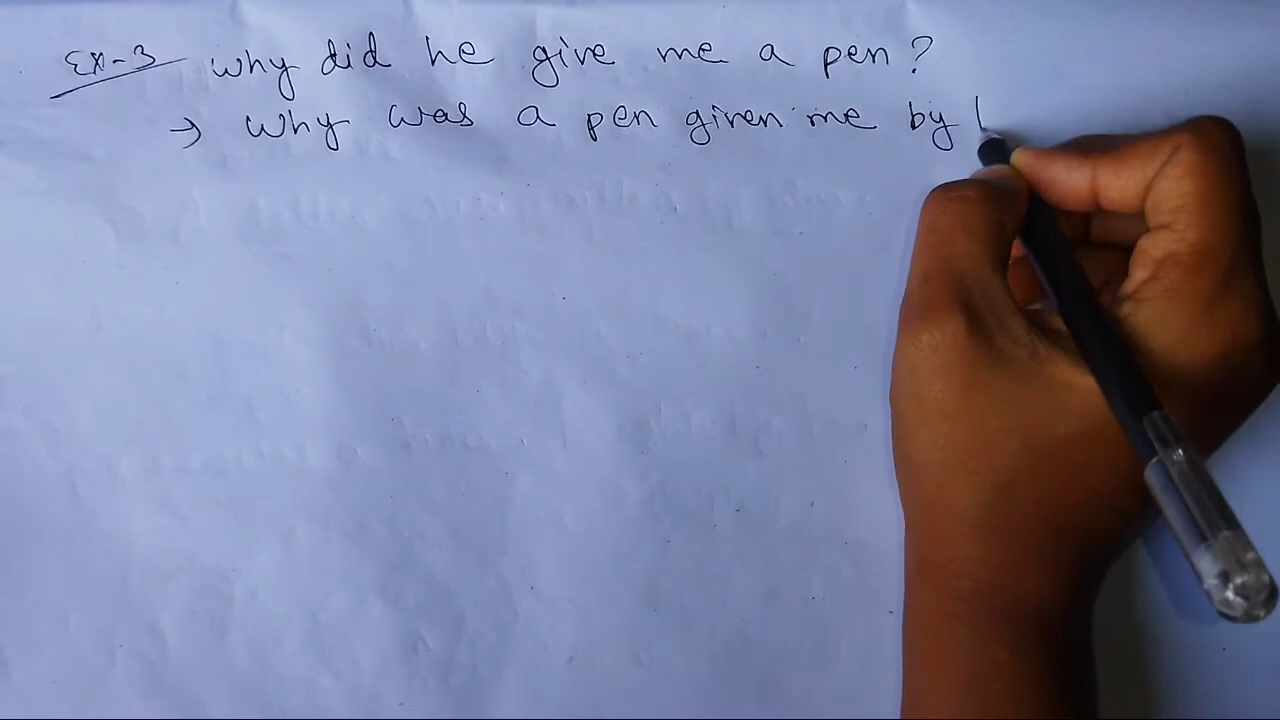 Ex-3 Why did he give me a pen?
→ Why was a pen given me by